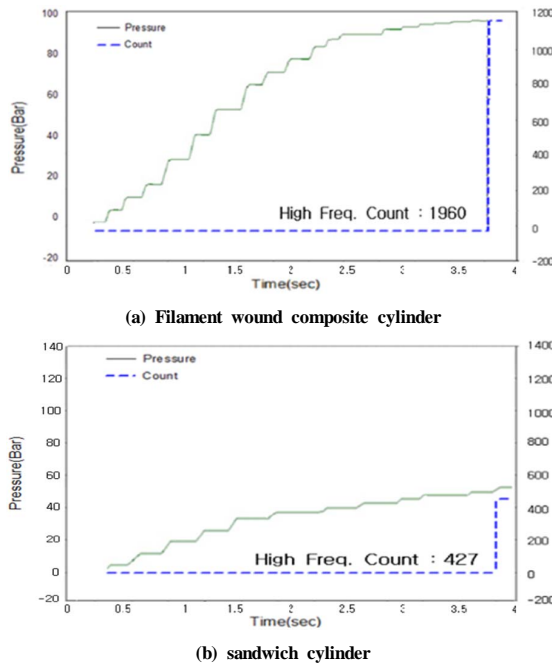 100
80
60
40
20
0
-20
Pressure(Bar)
Pressure
Count
1200
1000
800
600
400
200
0
-200
High Freq. Count : 1960
0 0.5 1 1.5 2 2.5 3 3.5 4
Time(sec)
(a) Filament wound composite cylinder
140
120
100
80
60
40
20
0
-20
Pressure(Bar)
Pressure
Count
1400
1200
1000
800
600
400
200
0
-200
High Freq. Count : 427
0 0.5 1 1.5 2 2.5 3 3.5 4
Time(sec)
(b) sandwich cylinder